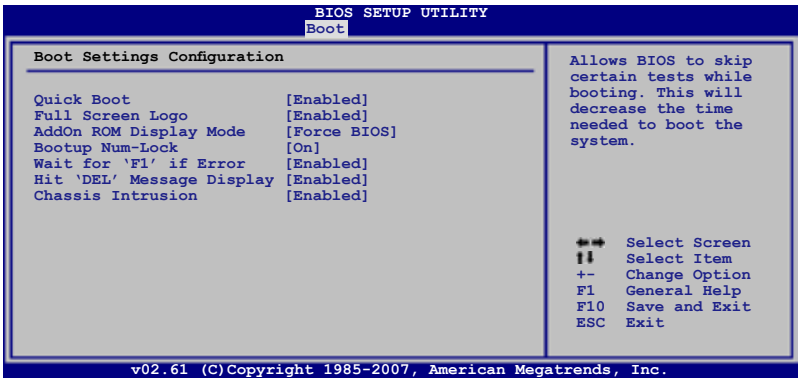 BIOS SETUP UTILITY
Boot
Boot Settings Configuration
Quick Boot [Enabled]
Full Screen Logo [Enabled]
AddOn ROM Display Mode [Force BIOS]
Bootup Num-Lock [On]
Wait for ‘F1’ if Error [Enabled]
Hit ‘DEL’ Message Display [Enabled]
Chassis Intrusion [Enabled]
Allows BIOS to skip
certain tests while
booting. This will
decrease the time
needed to boot the
system.
←→ Select Screen
↑↓ Select Item
+- Change Option
F1 General Help
F10 Save and Exit
ESC Exit
v02.61 (C)Copyright 1985-2007, American Megatrends, Inc.